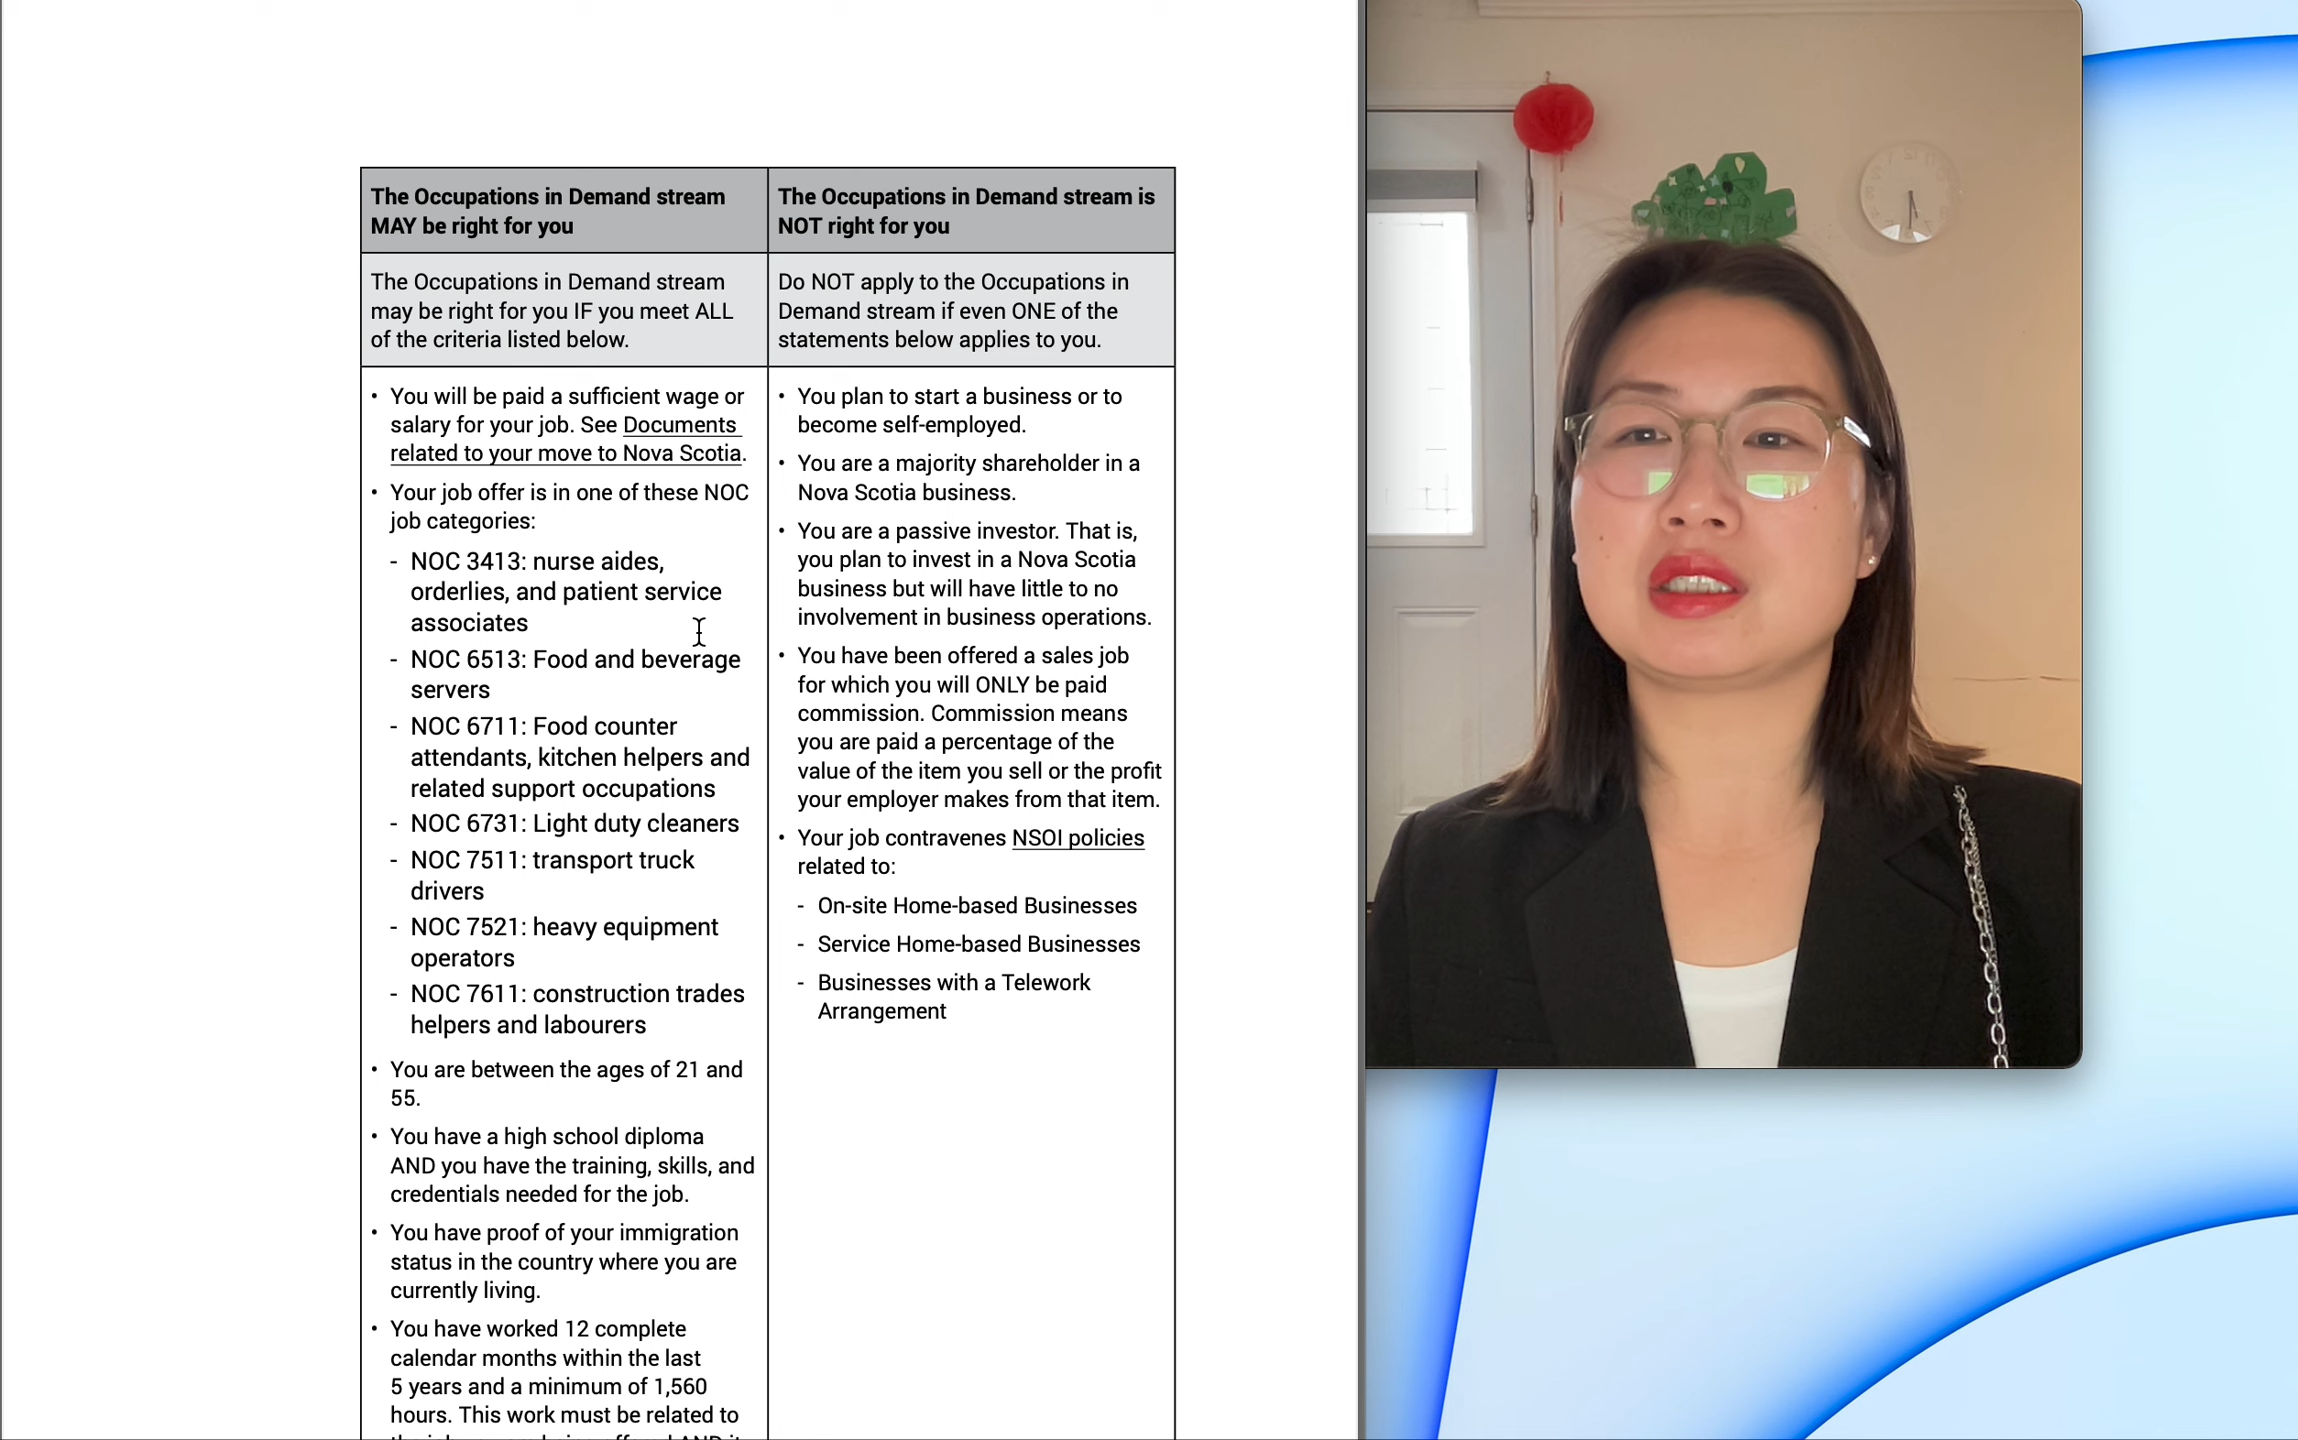 The Occupations in Demand stream
MAY be right for you
The Occupations in Demand stream is
NOT right for you
The Occupations in Demand stream
may be right for you IF you meet ALL
of the criteria listed below.
Do NOT apply to the Occupations in
Demand stream if even ONE of the
statements below applies to you.
• You will be paid a sufficient wage or
salary for your job. See Documents
related to your move to Nova Scotia.
• Your job offer is in one of these NOC
job categories:
- NOC 3413: nurse aides,
orderlies, and patient service
associates
- NOC 6513: Food and beverage
servers
- NOC 6711: Food counter
attendants, kitchen helpers and
related support occupations
- NOC 6731: Light duty cleaners
- NOC 7511: transport truck
drivers
- NOC 7521: heavy equipment
operators
- NOC 7611: construction trades
helpers and labourers
• You are between the ages of 21 and
55.
• You have a high school diploma
AND you have the training, skills, and
credentials needed for the job.
• You have proof of your immigration
status in the country where you are
currently living.
• You have worked 12 complete
calendar months within the last
5 years and a minimum of 1,560
hours. This work must be related to
• You plan to start a business or to
become self-employed.
• You are a majority shareholder in a
Nova Scotia business.
• You are a passive investor. That is,
you plan to invest in a Nova Scotia
business but will have little to no
involvement in business operations.
• You have been offered a sales job
for which you will ONLY be paid
commission. Commission means
you are paid a percentage of the
value of the item you sell or the profit
your employer makes from that item.
• Your job contravenes NSOI policies
related to:
- On-site Home-based Businesses
- Service Home-based Businesses
- Businesses with a Telework
Arrangement